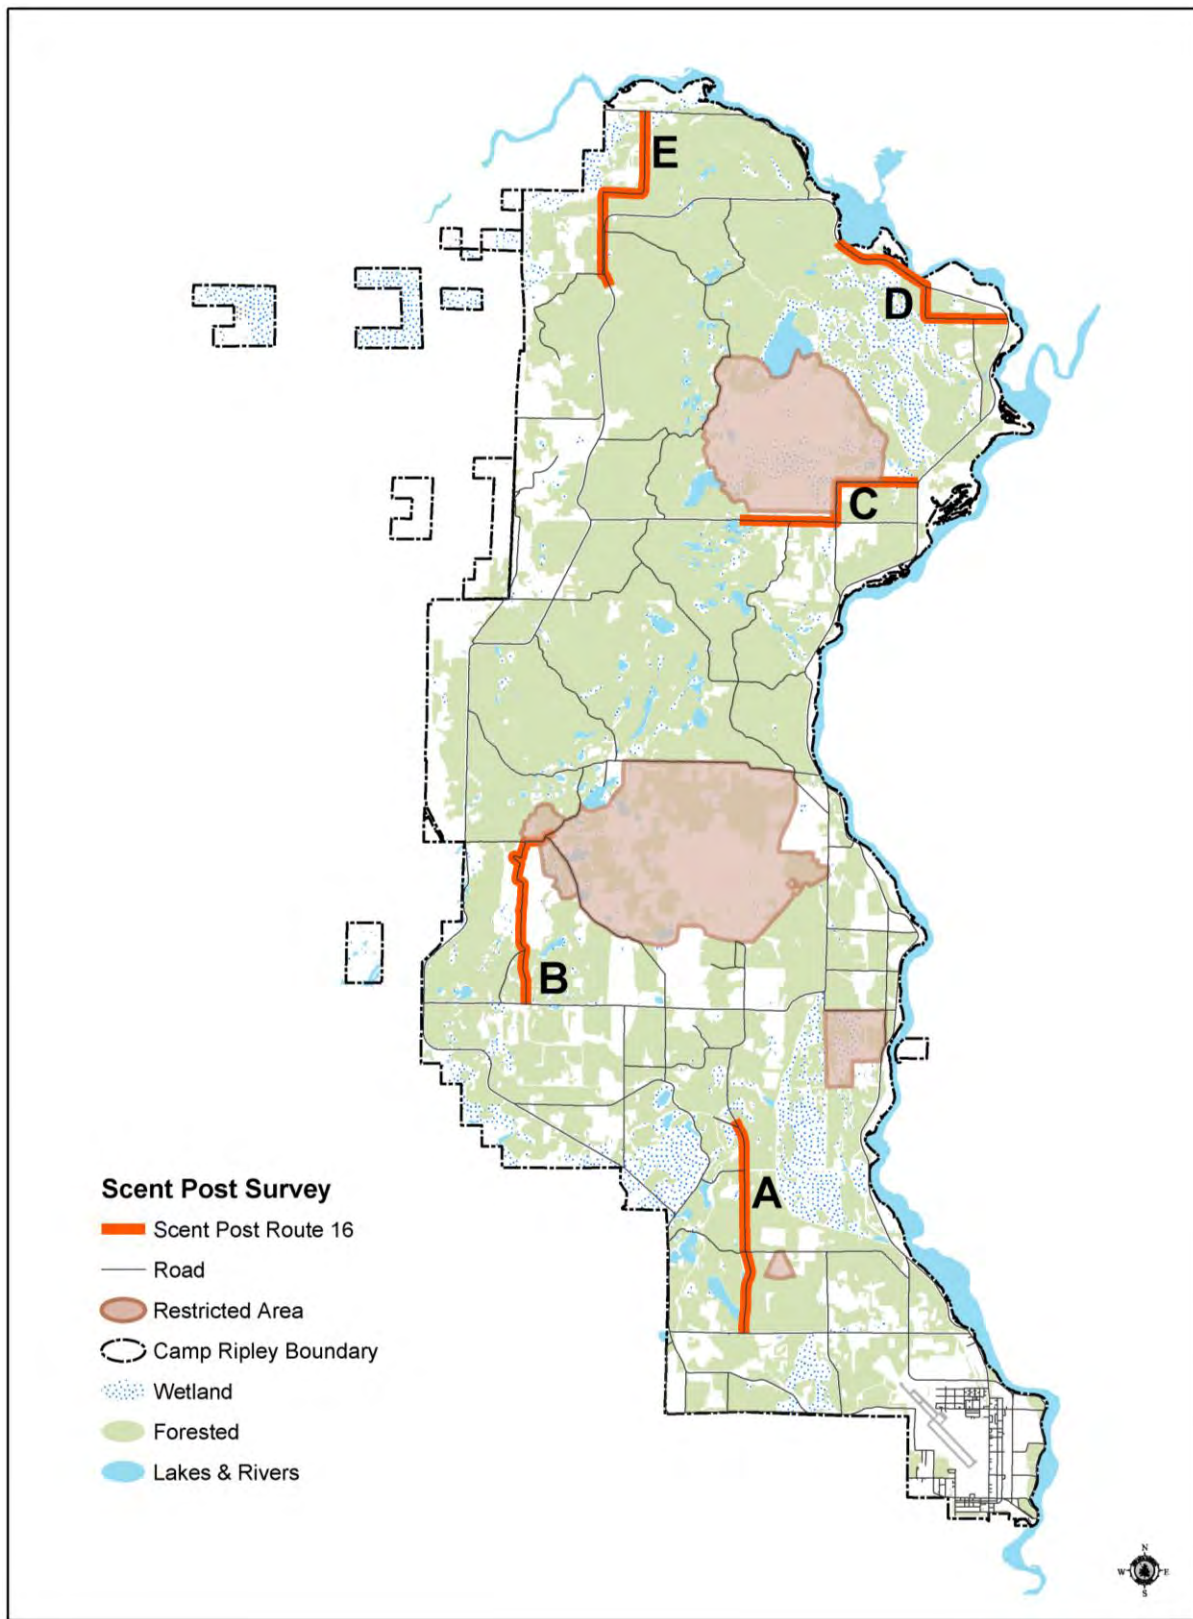 E
D
C
B
A
Scent Post Survey
Scent Post Route 16
Road
Restricted Area
Camp Ripley Boundary
Wetland
Forested
Lakes & Rivers
N
W E
S